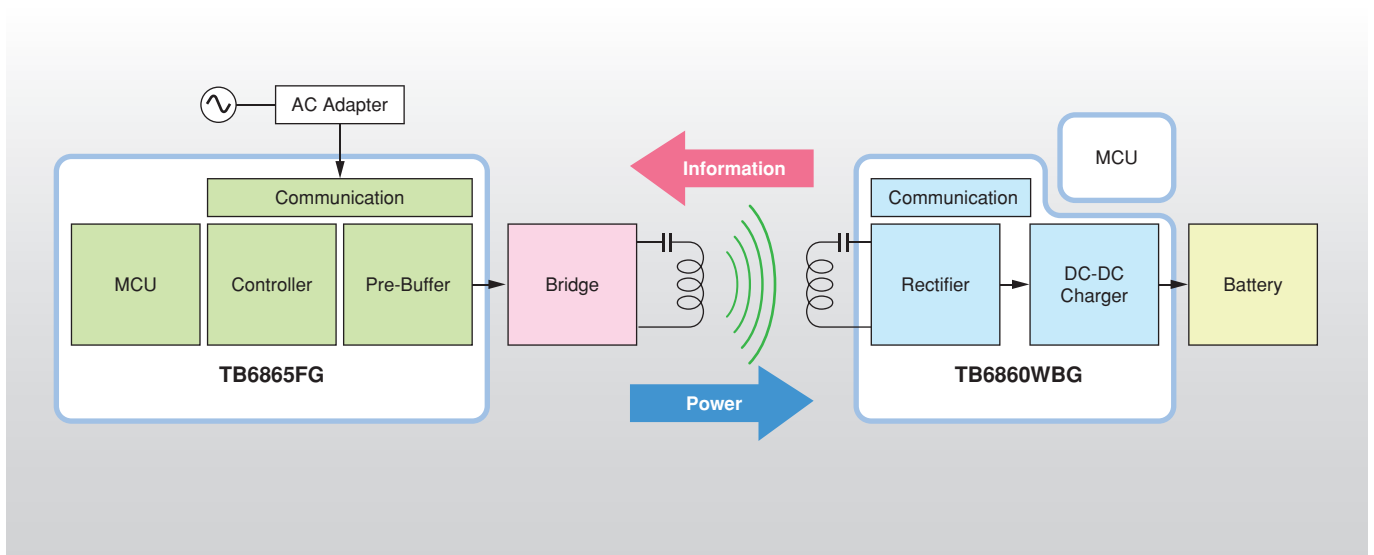 AC Adapter
Communication
MCU
Controller
Pre-Buffer
TB6865FG
Bridge
Information
Power
MCU
Communication
Rectifier
DC-DC
Charger
TB6860WBG
Battery